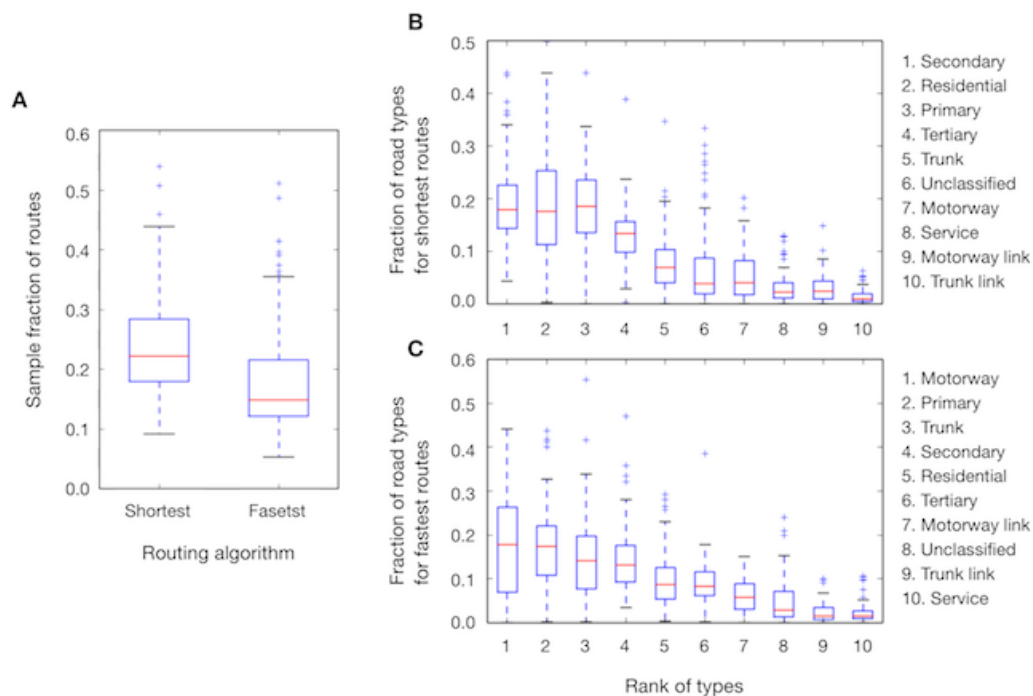 A
Sample fraction of routes
0.6
0.5
0.4
0.3
0.2
0.1
0.0
Shortest Fasetst
Routing algorithm
B
Fraction of road types
for shortest routes
0.5
0.4
0.3
0.2
0.1
0.0
1 2 3 4 5 6 7 8 9 10
1. Secondary
2. Residential
3. Primary
4. Tertiary
5. Trunk
6. Unclassified
7. Motorway
8. Service
9. Motorway link
10. Trunk link
C
Fraction of road types
for fastest routes
0.6
0.5
0.4
0.3
0.2
0.1
0.0
1 2 3 4 5 6 7 8 9 10
Rank of types
1. Motorway
2. Primary
3. Trunk
4. Secondary
5. Residential
6. Tertiary
7. Motorway link
8. Unclassified
9. Trunk link
10. Service